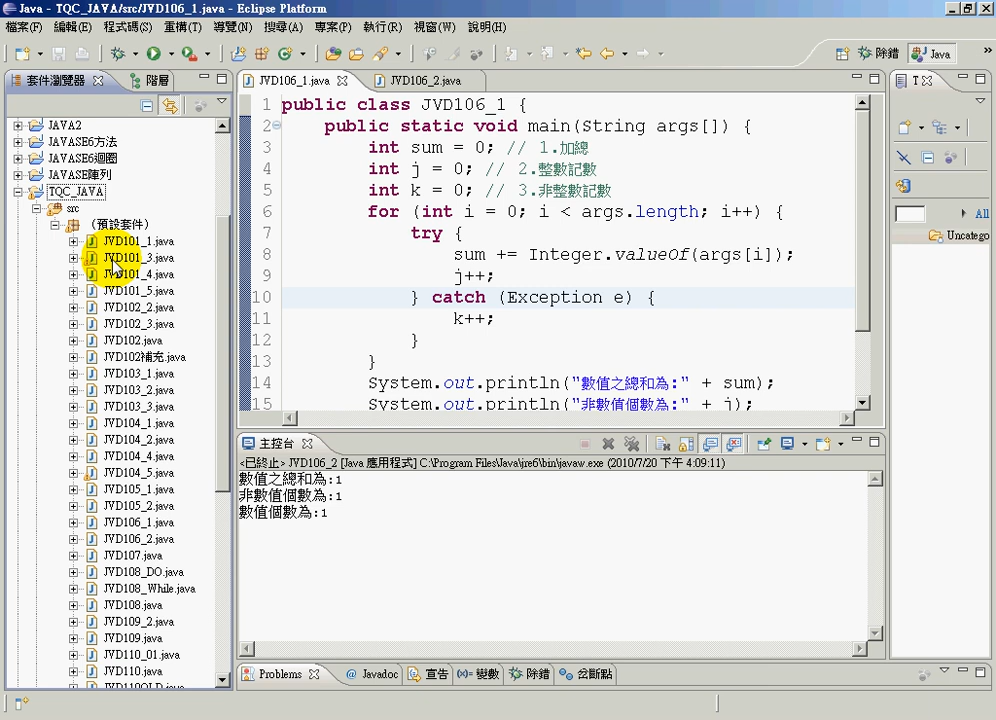 Java - TQC_JAVA/src/JVD106_1.java - Eclipse Platform
檔案(F) 編輯(E) 程式碼(S) 重構(T) 導覽(N) 搜尋(A) 專案(P) 執行(R) 視窗(W) 說明(H)
除錯 Java
套件瀏覽器 階層
JAVA2
JAVASE6方法
JAVASE6迴圈
JAVASE陣列
TQC_JAVA
src
(預設套件)
JVD101_1.java
JVD101_3.java
JVD101_4.java
JVD101_5.java
JVD102_2.java
JVD102_3.java
JVD102.java
JVD102補充.java
JVD103_1.java
JVD103_2.java
JVD103_3.java
JVD104_1.java
JVD104_2.java
JVD104_4.java
JVD104_5.java
JVD105_1.java
JVD105_2.java
JVD106_1.java
JVD106_2.java
JVD107.java
JVD108_DO.java
JVD108_While.java
JVD108.java
JVD109_2.java
JVD109.java
JVD110_01.java
JVD110.java
JVD110OLD.java
JVD106_1.java JVD106_2.java
1 public class JVD106_1 {
2 public static void main(String args[]) {
3 int sum = 0; // 1.加總
4 int j = 0; // 2.整數記數
5 int k = 0; // 3.非整數記數
6 for (int i = 0; i < args.length; i++) {
7 try {
8 sum += Integer.valueOf(args[i]);
9 j++;
10 } catch (Exception e) {
11 k++;
12 }
13 }
14 System.out.println("數值之總和為:" + sum);
15 System.out.println("非數值個數為:" + j);
主控台
<已終止> JVD106_2 [Java 應用程式] C:\Program Files\Java\jre6\bin\javaw.exe (2010/7/20 下午 4:09:11)
數值之總和為:1
非數值個數為:1
數值個數為:1
Problems @ Javadoc 宣告 (x)= 變數 除錯 岔斷點
T
All
Uncatego